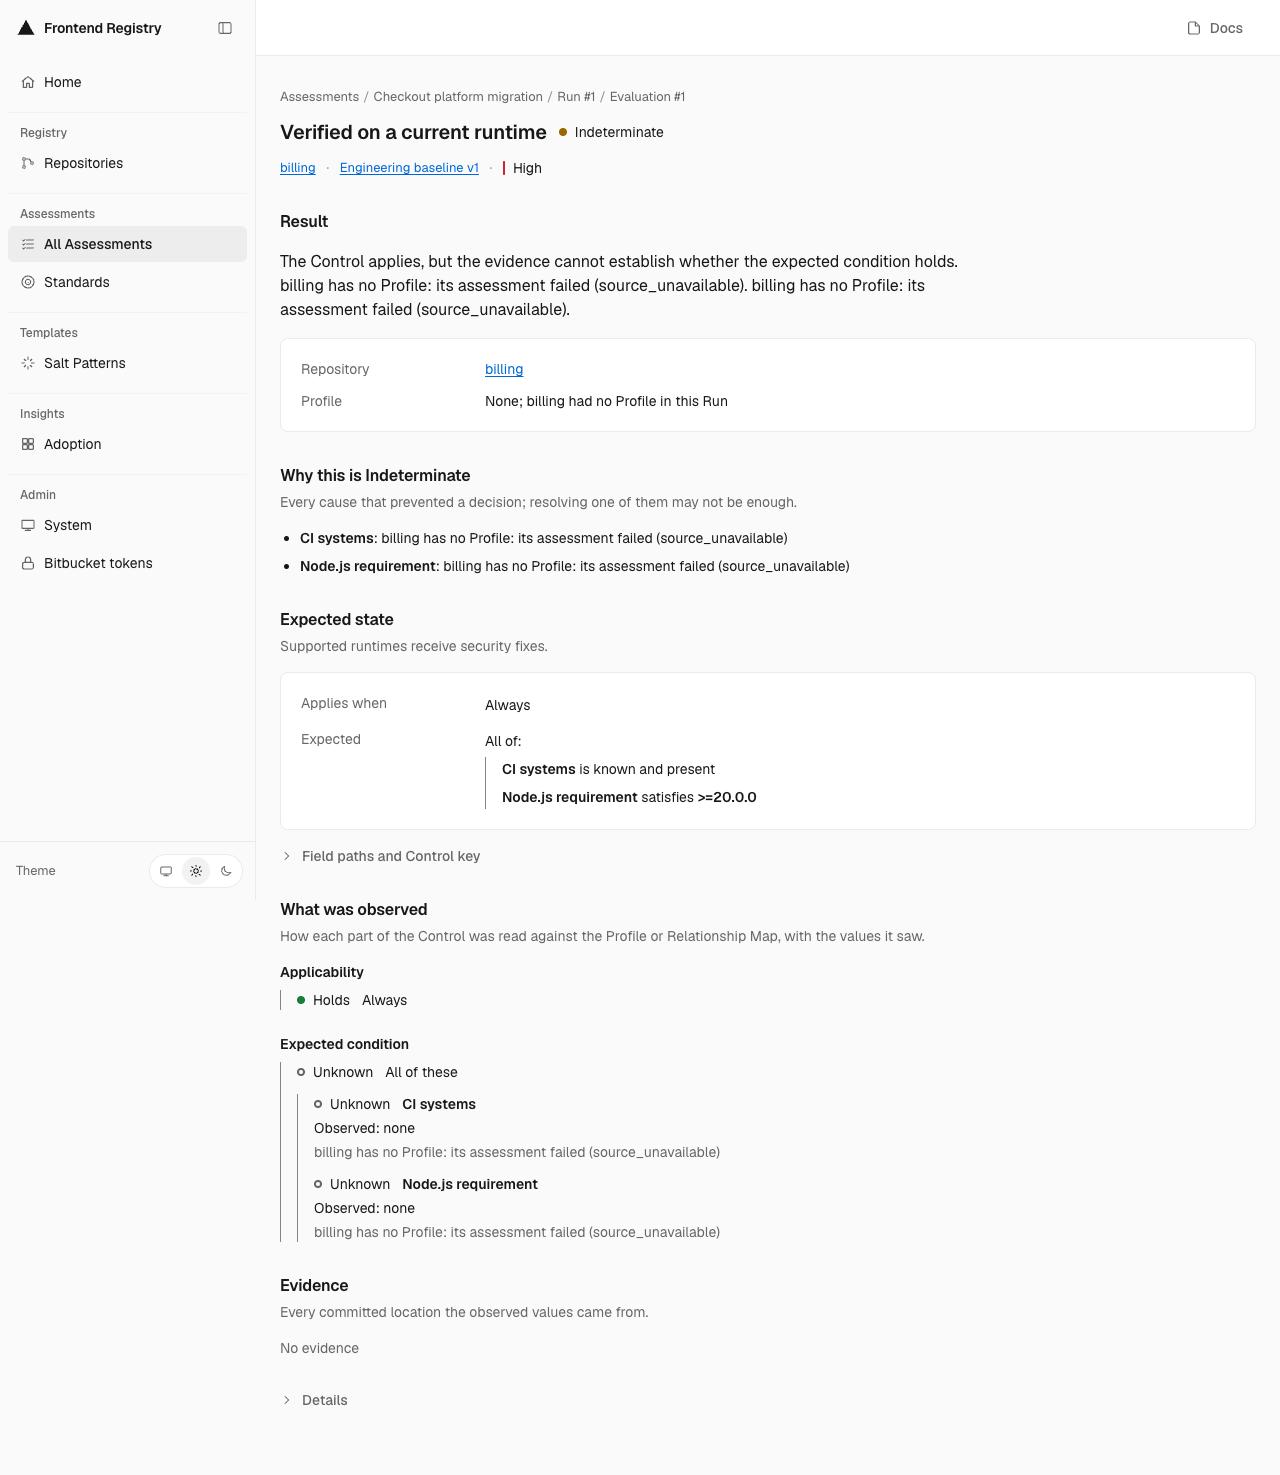 Frontend Registry
Docs
Home
Registry
Repositories
Assessments
All Assessments
Standards
Templates
Salt Patterns
Insights
Adoption
Admin
System
Bitbucket tokens
Theme
Assessments / Checkout platform migration / Run #1 / Evaluation #1
Verified on a current runtime Indeterminate
billing · Engineering baseline v1 · High
Result
The Control applies, but the evidence cannot establish whether the expected condition holds.
billing has no Profile: its assessment failed (source_unavailable). billing has no Profile: its
assessment failed (source_unavailable).
Repository billing
Profile None; billing had no Profile in this Run
Why this is Indeterminate
Every cause that prevented a decision; resolving one of them may not be enough.
• CI systems: billing has no Profile: its assessment failed (source_unavailable)
• Node.js requirement: billing has no Profile: its assessment failed (source_unavailable)
Expected state
Supported runtimes receive security fixes.
Applies when Always
Expected All of:
CI systems is known and present
Node.js requirement satisfies >=20.0.0
Field paths and Control key
What was observed
How each part of the Control was read against the Profile or Relationship Map, with the values it saw.
Applicability
Holds Always
Expected condition
Unknown All of these
Unknown CI systems
Observed: none
billing has no Profile: its assessment failed (source_unavailable)
Unknown Node.js requirement
Observed: none
billing has no Profile: its assessment failed (source_unavailable)
Evidence
Every committed location the observed values came from.
No evidence
Details